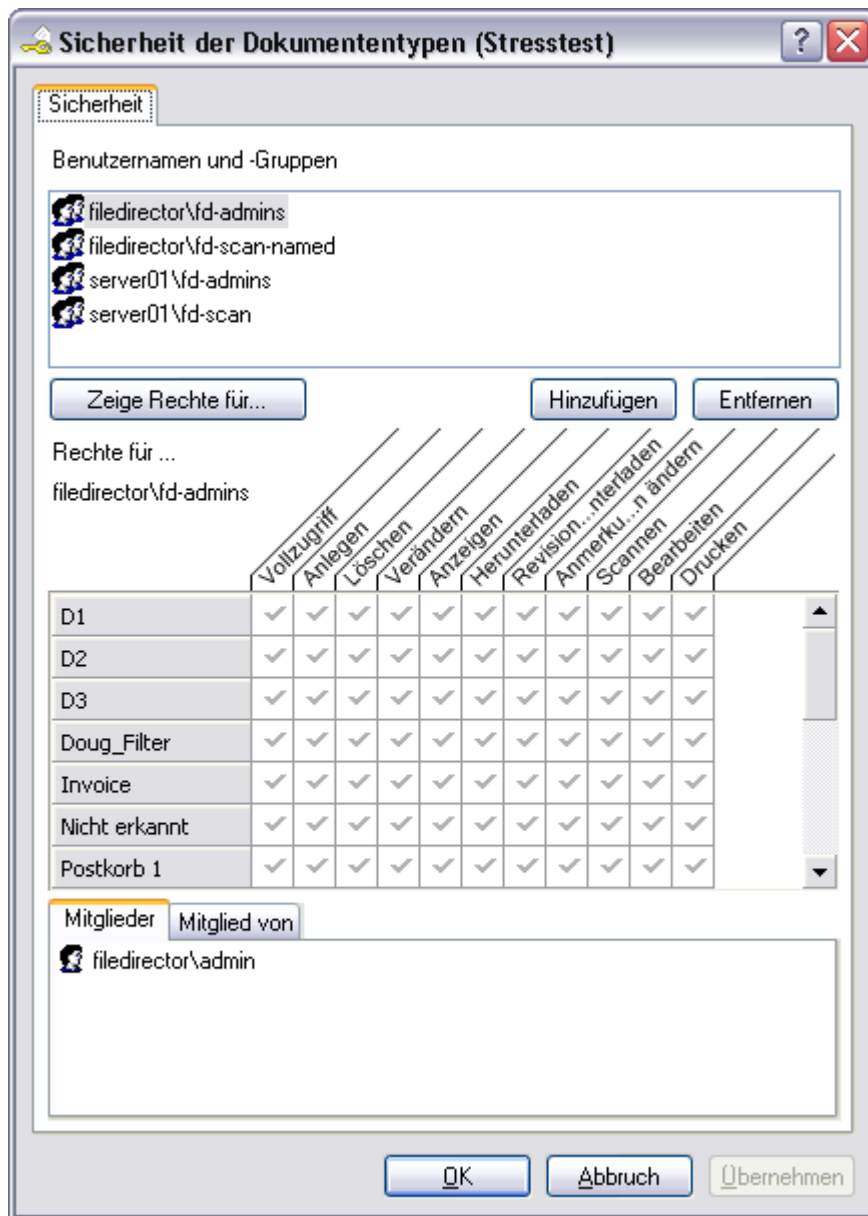 Sicherheit der Dokumententypen (Stresstest)
Sicherheit
Benutzernamen und -Gruppen
filedirector\fd-admins
filedirector\fd-scan-named
server01\fd-admins
server01\fd-scan
Zeige Rechte für... Hinzufügen Entfernen
Rechte für ...
filedirector\fd-admins
Vollzugriff
Anlegen
Löschen
Verändern
Anzeigen
Herunterladen
Revision...nterladen
Anmerku...n ändern
Scannen
Bearbeiten
Drucken
D1
D2
D3
Doug_Filter
Invoice
Nicht erkannt
Postkorb 1
Mitglieder Mitglied von
filedirector\admin
OK Abbruch Übernehmen